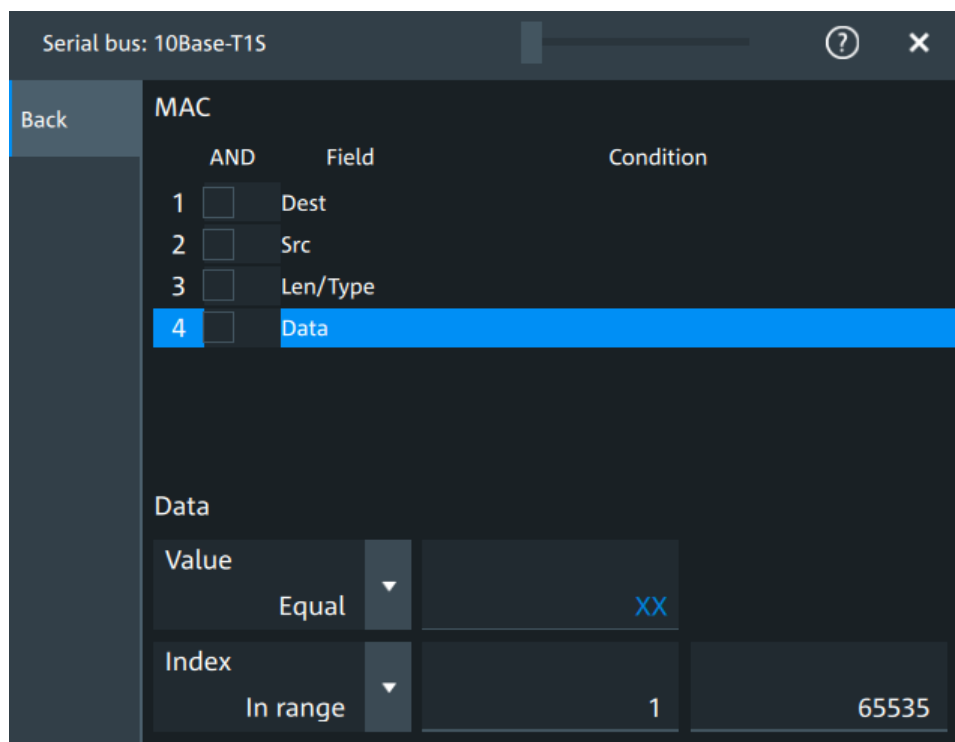 Serial bus: 10Base-T1S ?
Back
MAC
AND Field Condition
1 Dest
2 Src
3 Len/Type
4 Data
Data
Value
Equal XX
Index
In range 1 65535